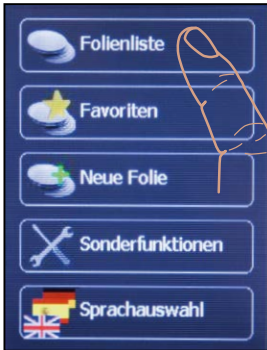 Folienliste
Favoriten
Neue Folie
Sonderfunktionen
Sprachauswahl